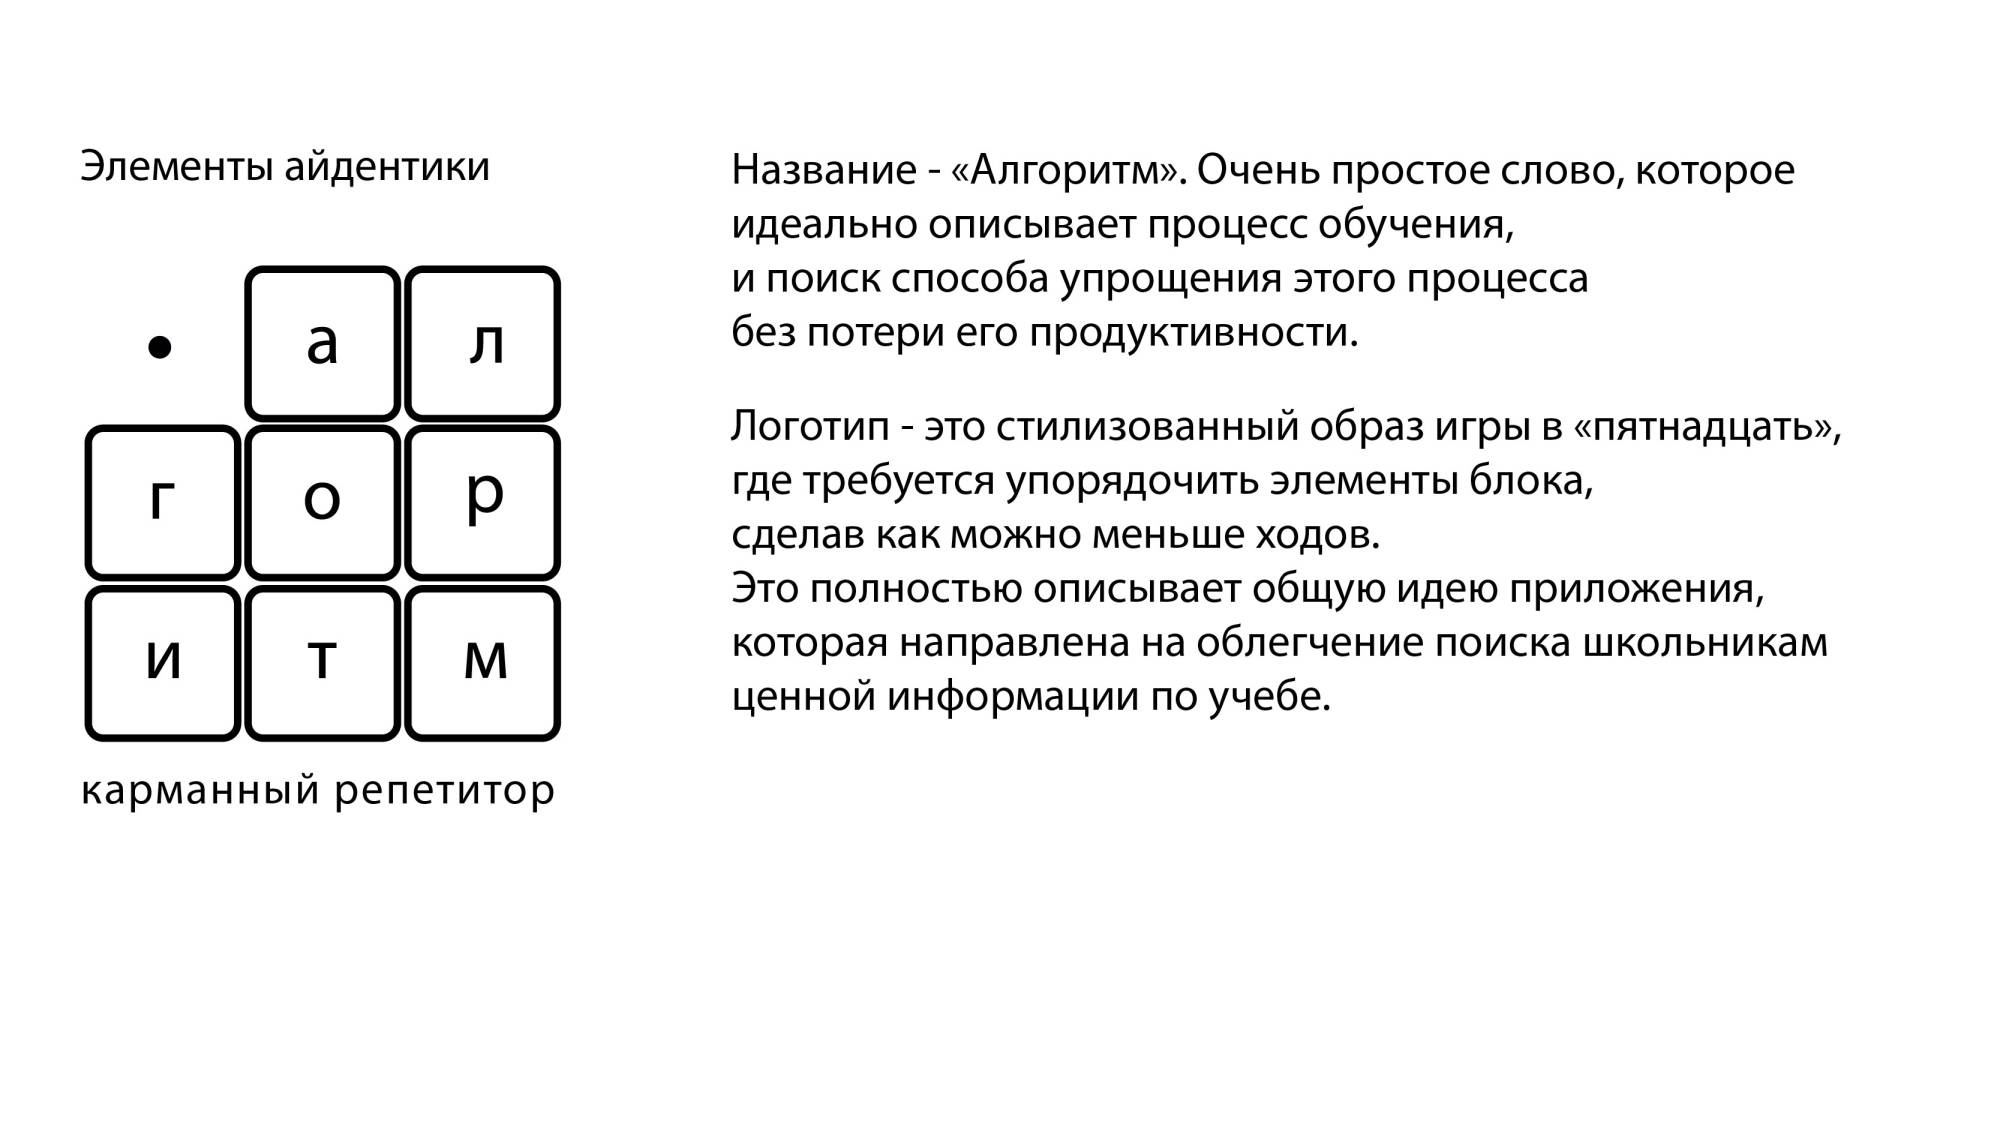 Элементы айдентики
• а л
г о р
и т м
карманный репетитор
Название - «Алгоритм». Очень простое слово, которое
идеально описывает процесс обучения,
и поиск способа упрощения этого процесса
без потери его продуктивности.
Логотип - это стилизованный образ игры в «пятнадцать»,
где требуется упорядочить элементы блока,
сделав как можно меньше ходов.
Это полностью описывает общую идею приложения,
которая направлена на облегчение поиска школьникам
ценной информации по учебе.